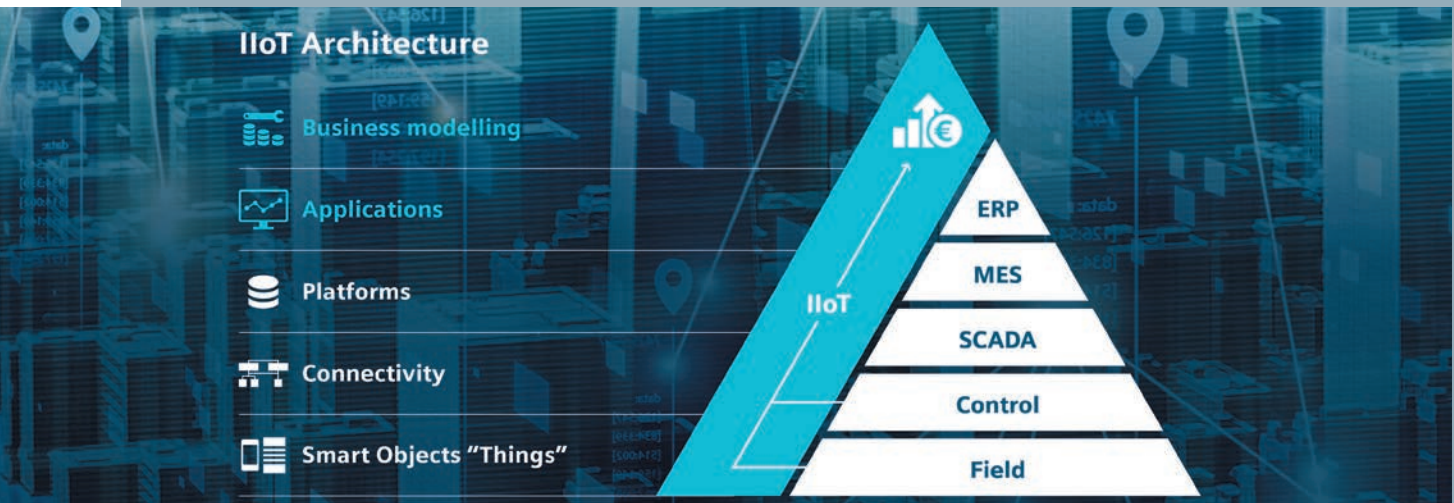 IIoT Architecture
Business modelling
Applications
Platforms
Connectivity
Smart Objects "Things"
€
IIoT
ERP
MES
SCADA
Control
Field